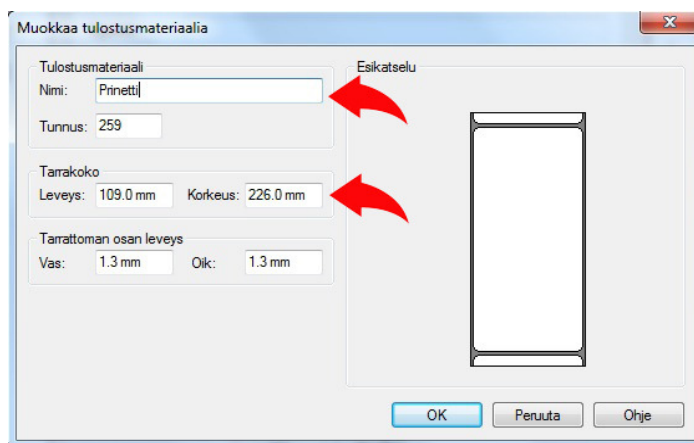 Muokkaa tulostusmateriaalia
Tulostusmateriaali
Nimi: Prinetti
Tunnus: 259
Tarrakoko
Leveys: 109.0 mm Korkeus: 226.0 mm
Tarrattoman osan leveys
Vas: 1.3 mm Oik: 1.3 mm
Esikatselu
OK Peruuta Ohje